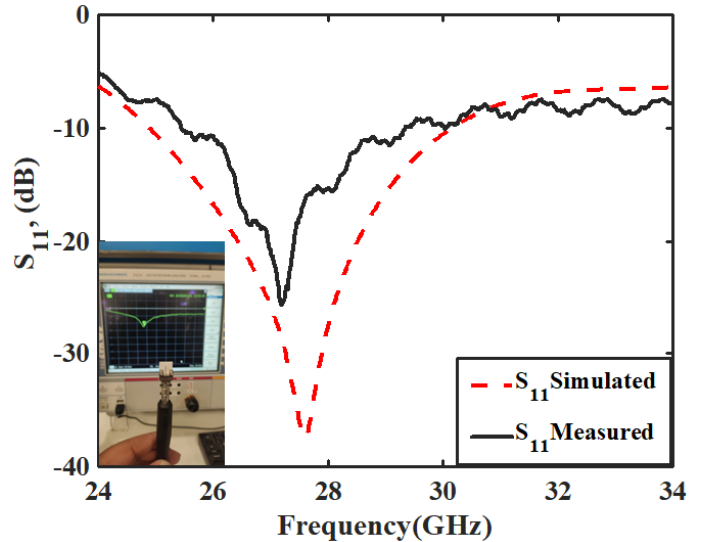 0
-10
-20
-30
-40
S11, (dB)
S11Simulated
S11Measured
24 26 28 30 32 34
Frequency(GHz)